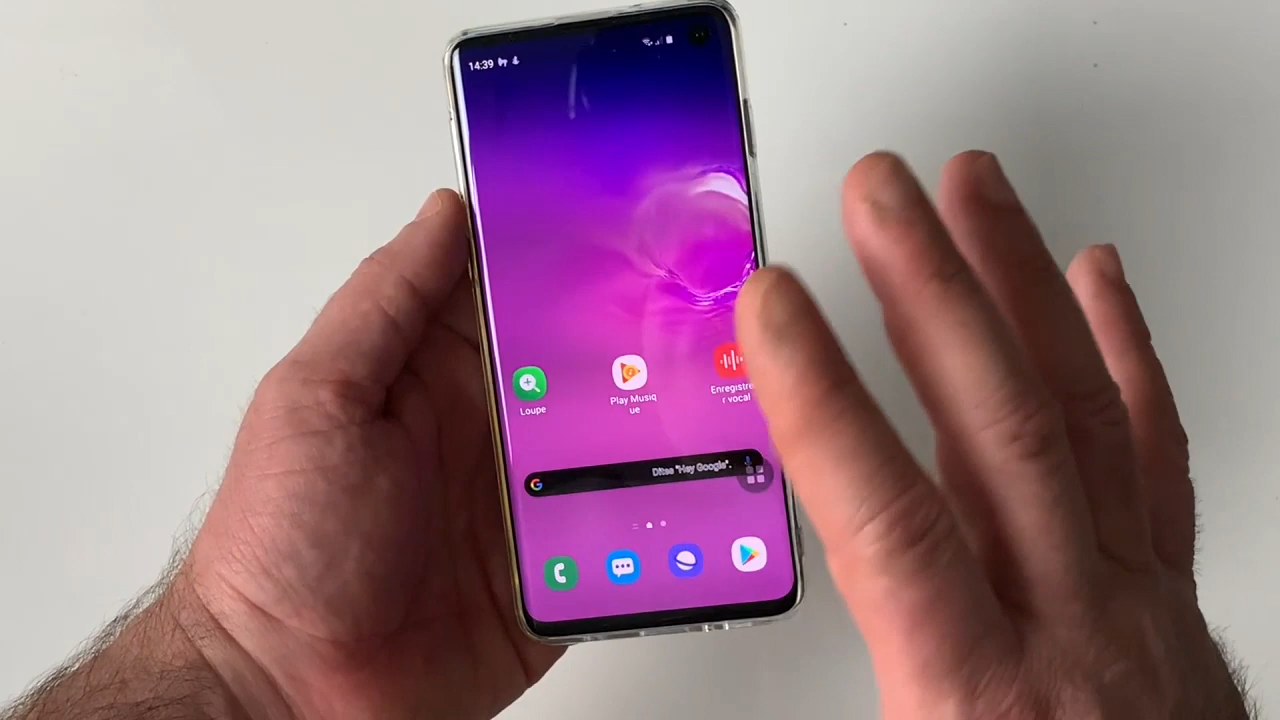 14:39
Loupe
Play Musiq
ue
Enregistre
r vocal
G
Dites "Hey Google".